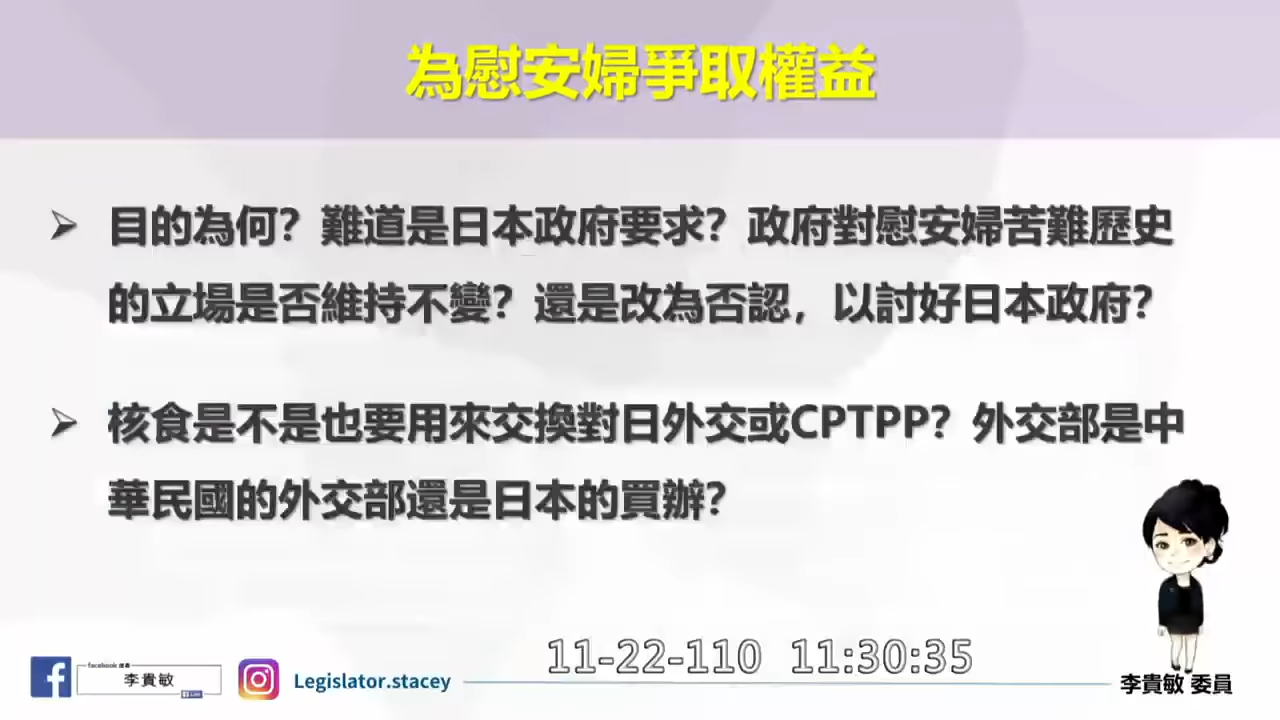 為慰安婦爭取權益
目的為何？難道是日本政府要求？政府對慰安婦苦難歷史
的立場是否維持不變？還是改為否認，以討好日本政府？
核食是不是也要用來交換對日外交或CPTPP？外交部是中
華民國的外交部還是日本的買辦？
11-22-110 11:30:35
李貴敏
Legislator.stacey
李貴敏 委員